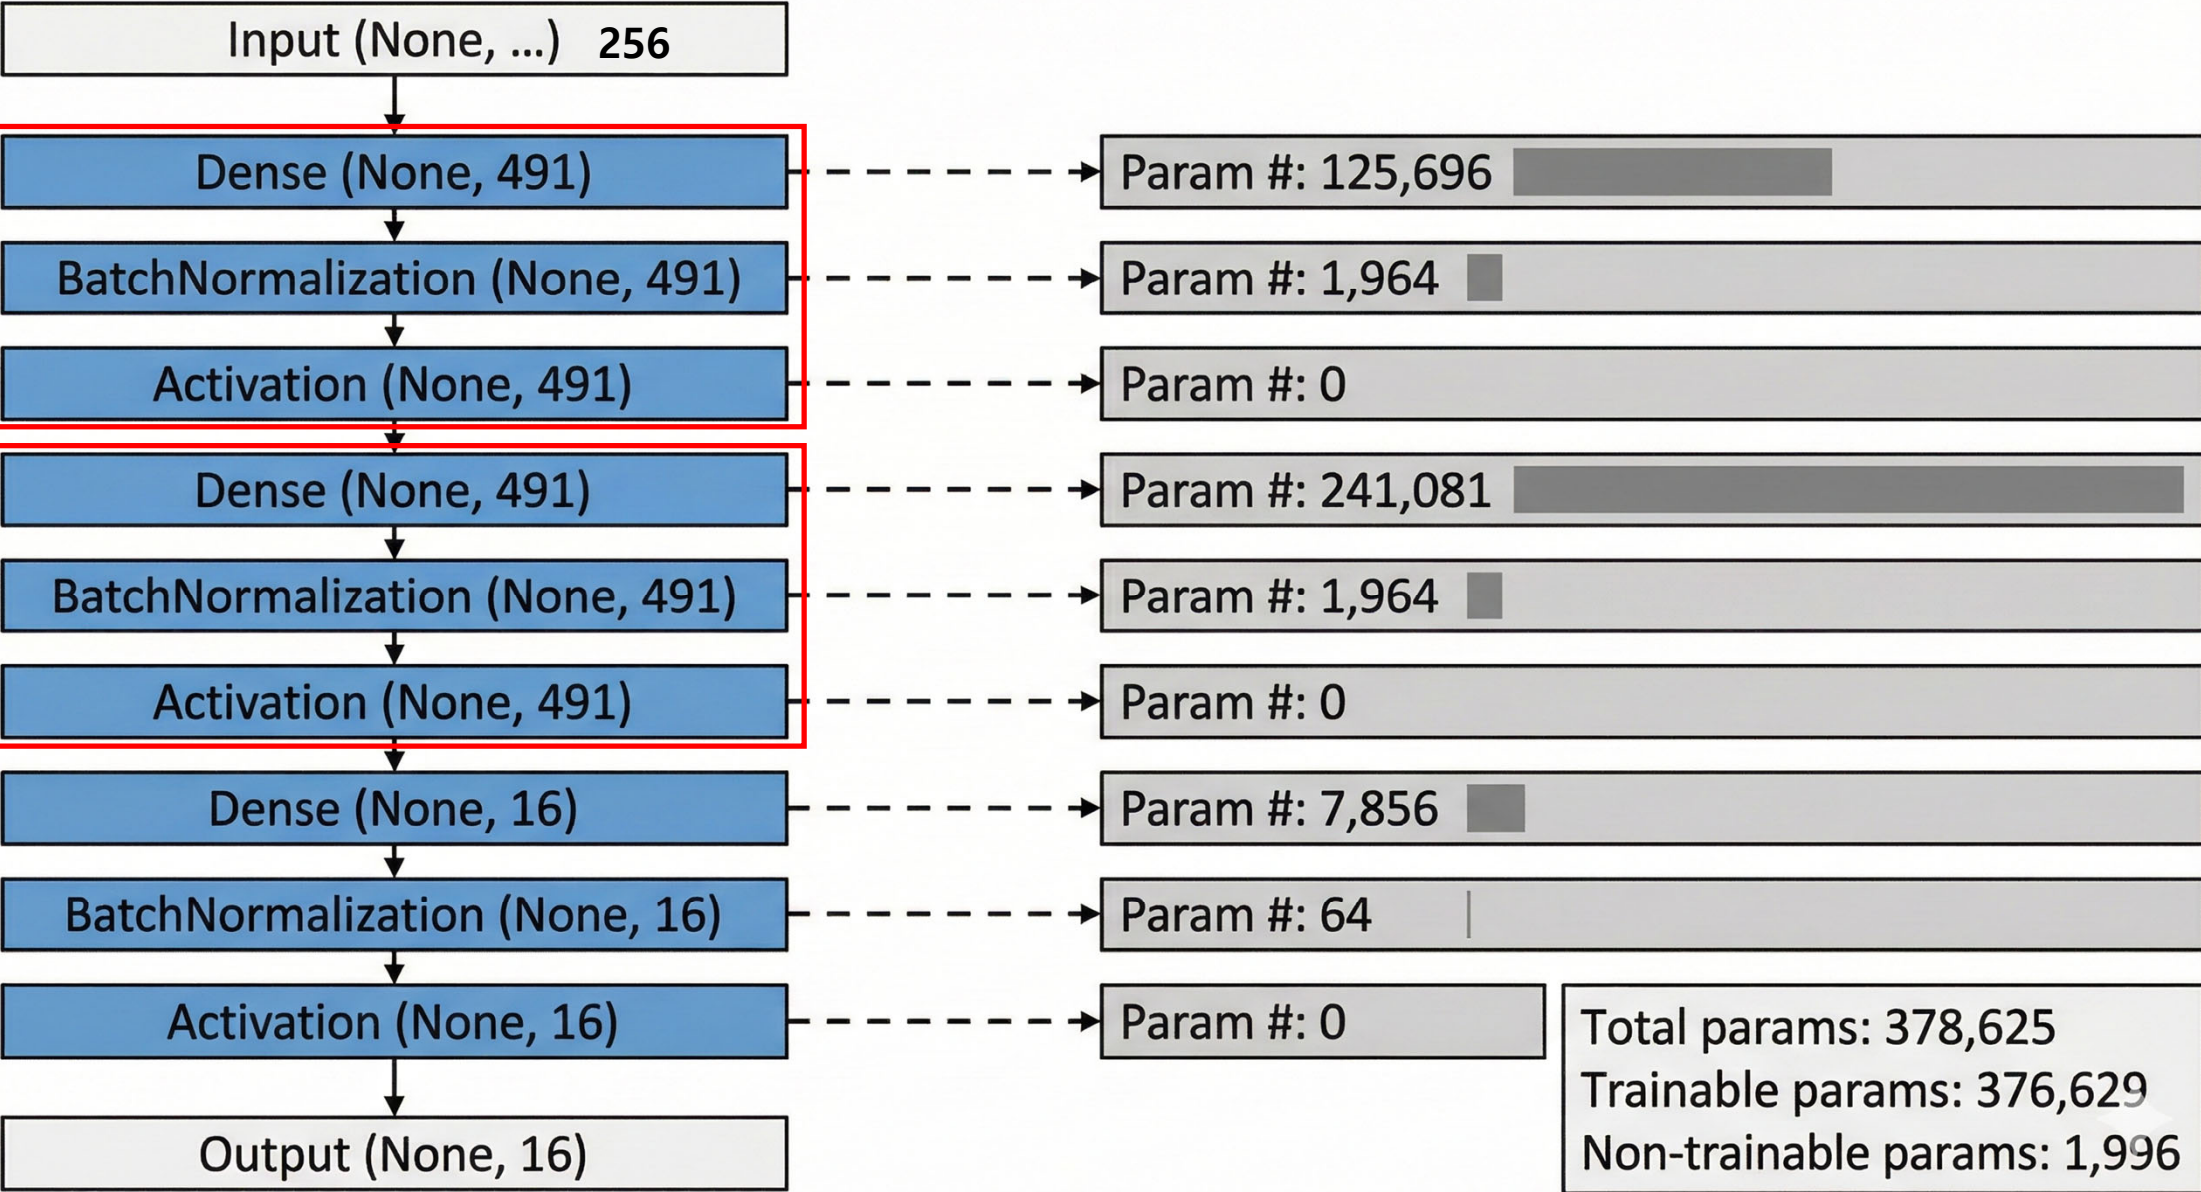 Input (None, ...) 256
Dense (None, 491)
Param #: 125,696
BatchNormalization (None, 491)
Param #: 1,964
Activation (None, 491)
Param #: 0
Dense (None, 491)
Param #: 241,081
BatchNormalization (None, 491)
Param #: 1,964
Activation (None, 491)
Param #: 0
Dense (None, 16)
Param #: 7,856
BatchNormalization (None, 16)
Param #: 64
Activation (None, 16)
Param #: 0
Output (None, 16)
Total params: 378,625
Trainable params: 376,629
Non-trainable params: 1,996